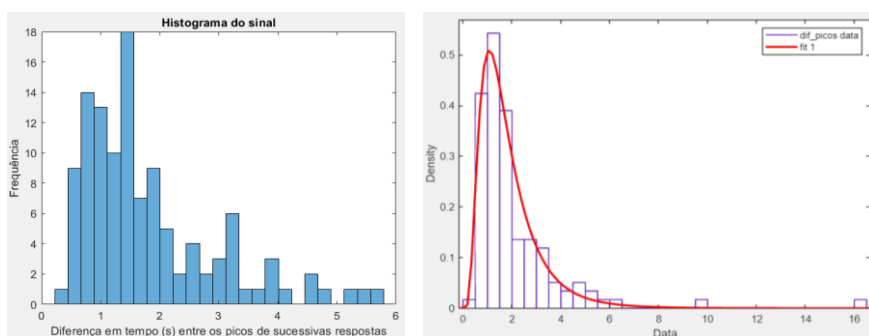 Histograma do sinal
Frequência
18
16
14
12
10
8
6
4
2
0
0 1 2 3 4 5 6
Diferença em tempo (s) entre os picos de sucessivas respostas
dif_picos data
fit 1
Density
0.5
0.4
0.3
0.2
0.1
0
0 2 4 6 8 10 12 14 16
Data